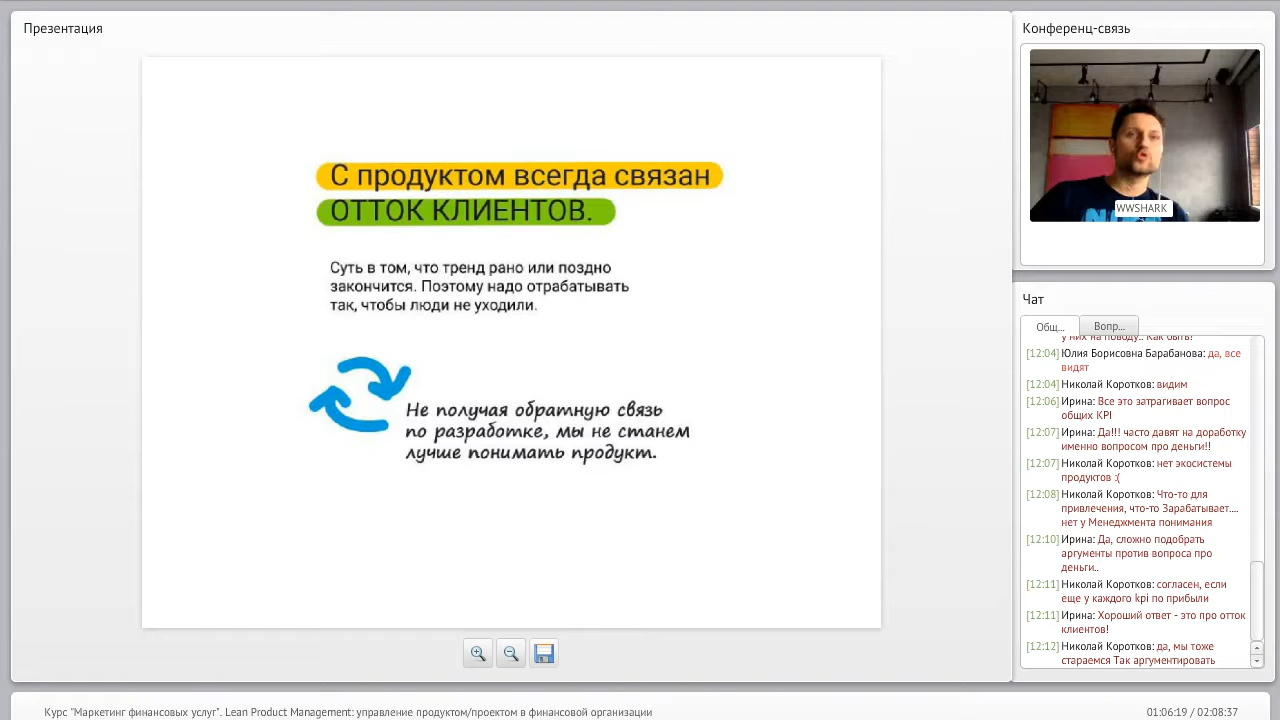 Презентация
С продуктом всегда связан
ОТТОК КЛИЕНТОВ.
Суть в том, что тренд рано или поздно
закончится. Поэтому надо отрабатывать
так, чтобы люди не уходили.
Не получая обратную связь
по разработке, мы не станем
лучше понимать продукт.
Конференц-связь
WWSHARK
Чат
Общ...
Вопр...
у них на поводу.. Как быть!
[12:04] Юлия Борисовна Барабанова: да, все
видят
[12:04] Николай Коротков: видим
[12:06] Ирина: Все это затрагивает вопрос
общих KPI
[12:07] Ирина: Да!!! часто давят на доработку
именно вопросом про деньги!!
[12:07] Николай Коротков: нет экосистемы
продуктов :(
[12:08] Николай Коротков: Что-то для
привлечения, что-то Зарабатывает....
нет у Менеджмента понимания
[12:10] Ирина: Да, сложно подобрать
аргументы против вопроса про
деньги..
[12:11] Николай Коротков: согласен, если
еще у каждого kpi по прибыли
[12:11] Ирина: Хороший ответ - это про отток
клиентов!
[12:12] Николай Коротков: да, мы тоже
стараемся Так аргументировать
Курс "Маркетинг финансовых услуг". Lean Product Management: управление продуктом/проектом в финансовой организации
01:06:19 / 02:08:37